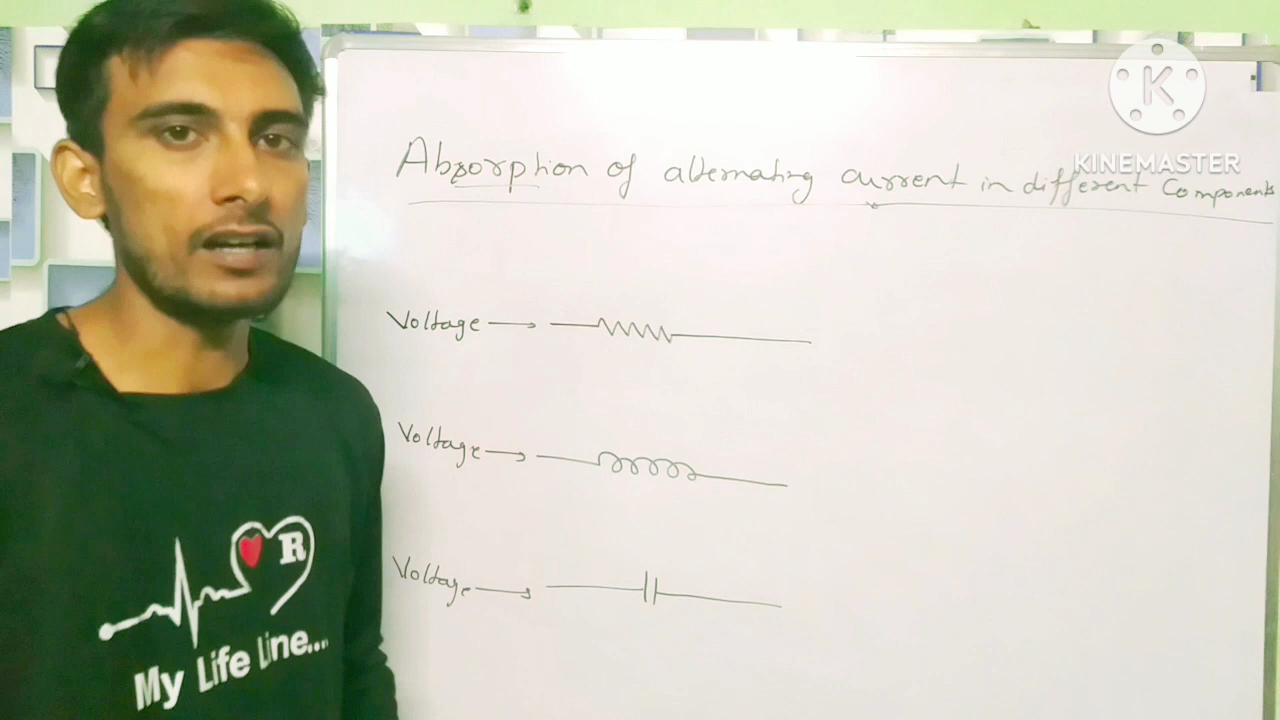 Absorption of alternating current in different Components
KINEMASTER
Voltage
Voltage
Voltage
R
My Life Line....